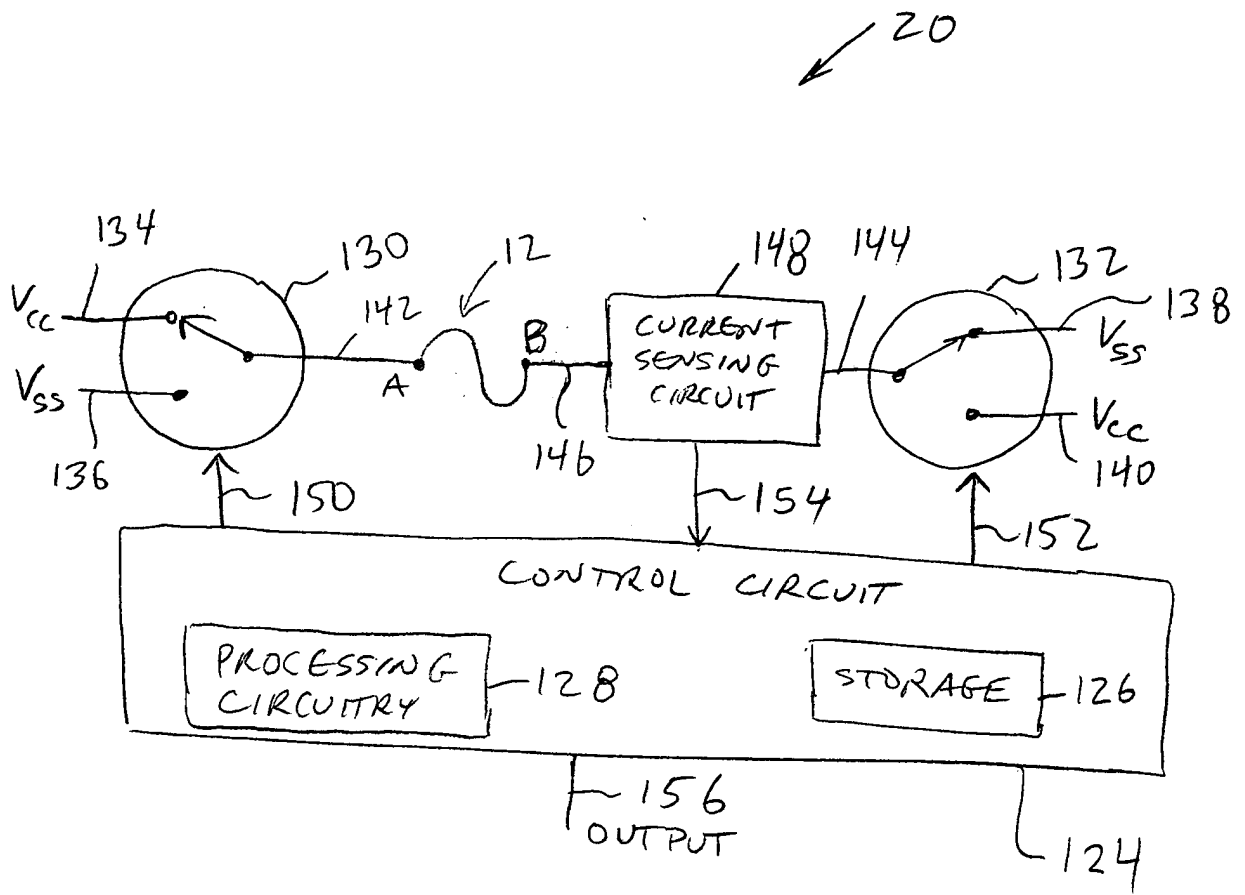 20
134
130
12
148
144
132
138
Vcc
142
B
CURRENT
SENSING
CIRCUIT
Vss
Vss
A
Vcc
136
150
146
154
140
152
CONTROL CIRCUIT
PROCESSING
CIRCUITRY
128
STORAGE
126
156
OUTPUT
124